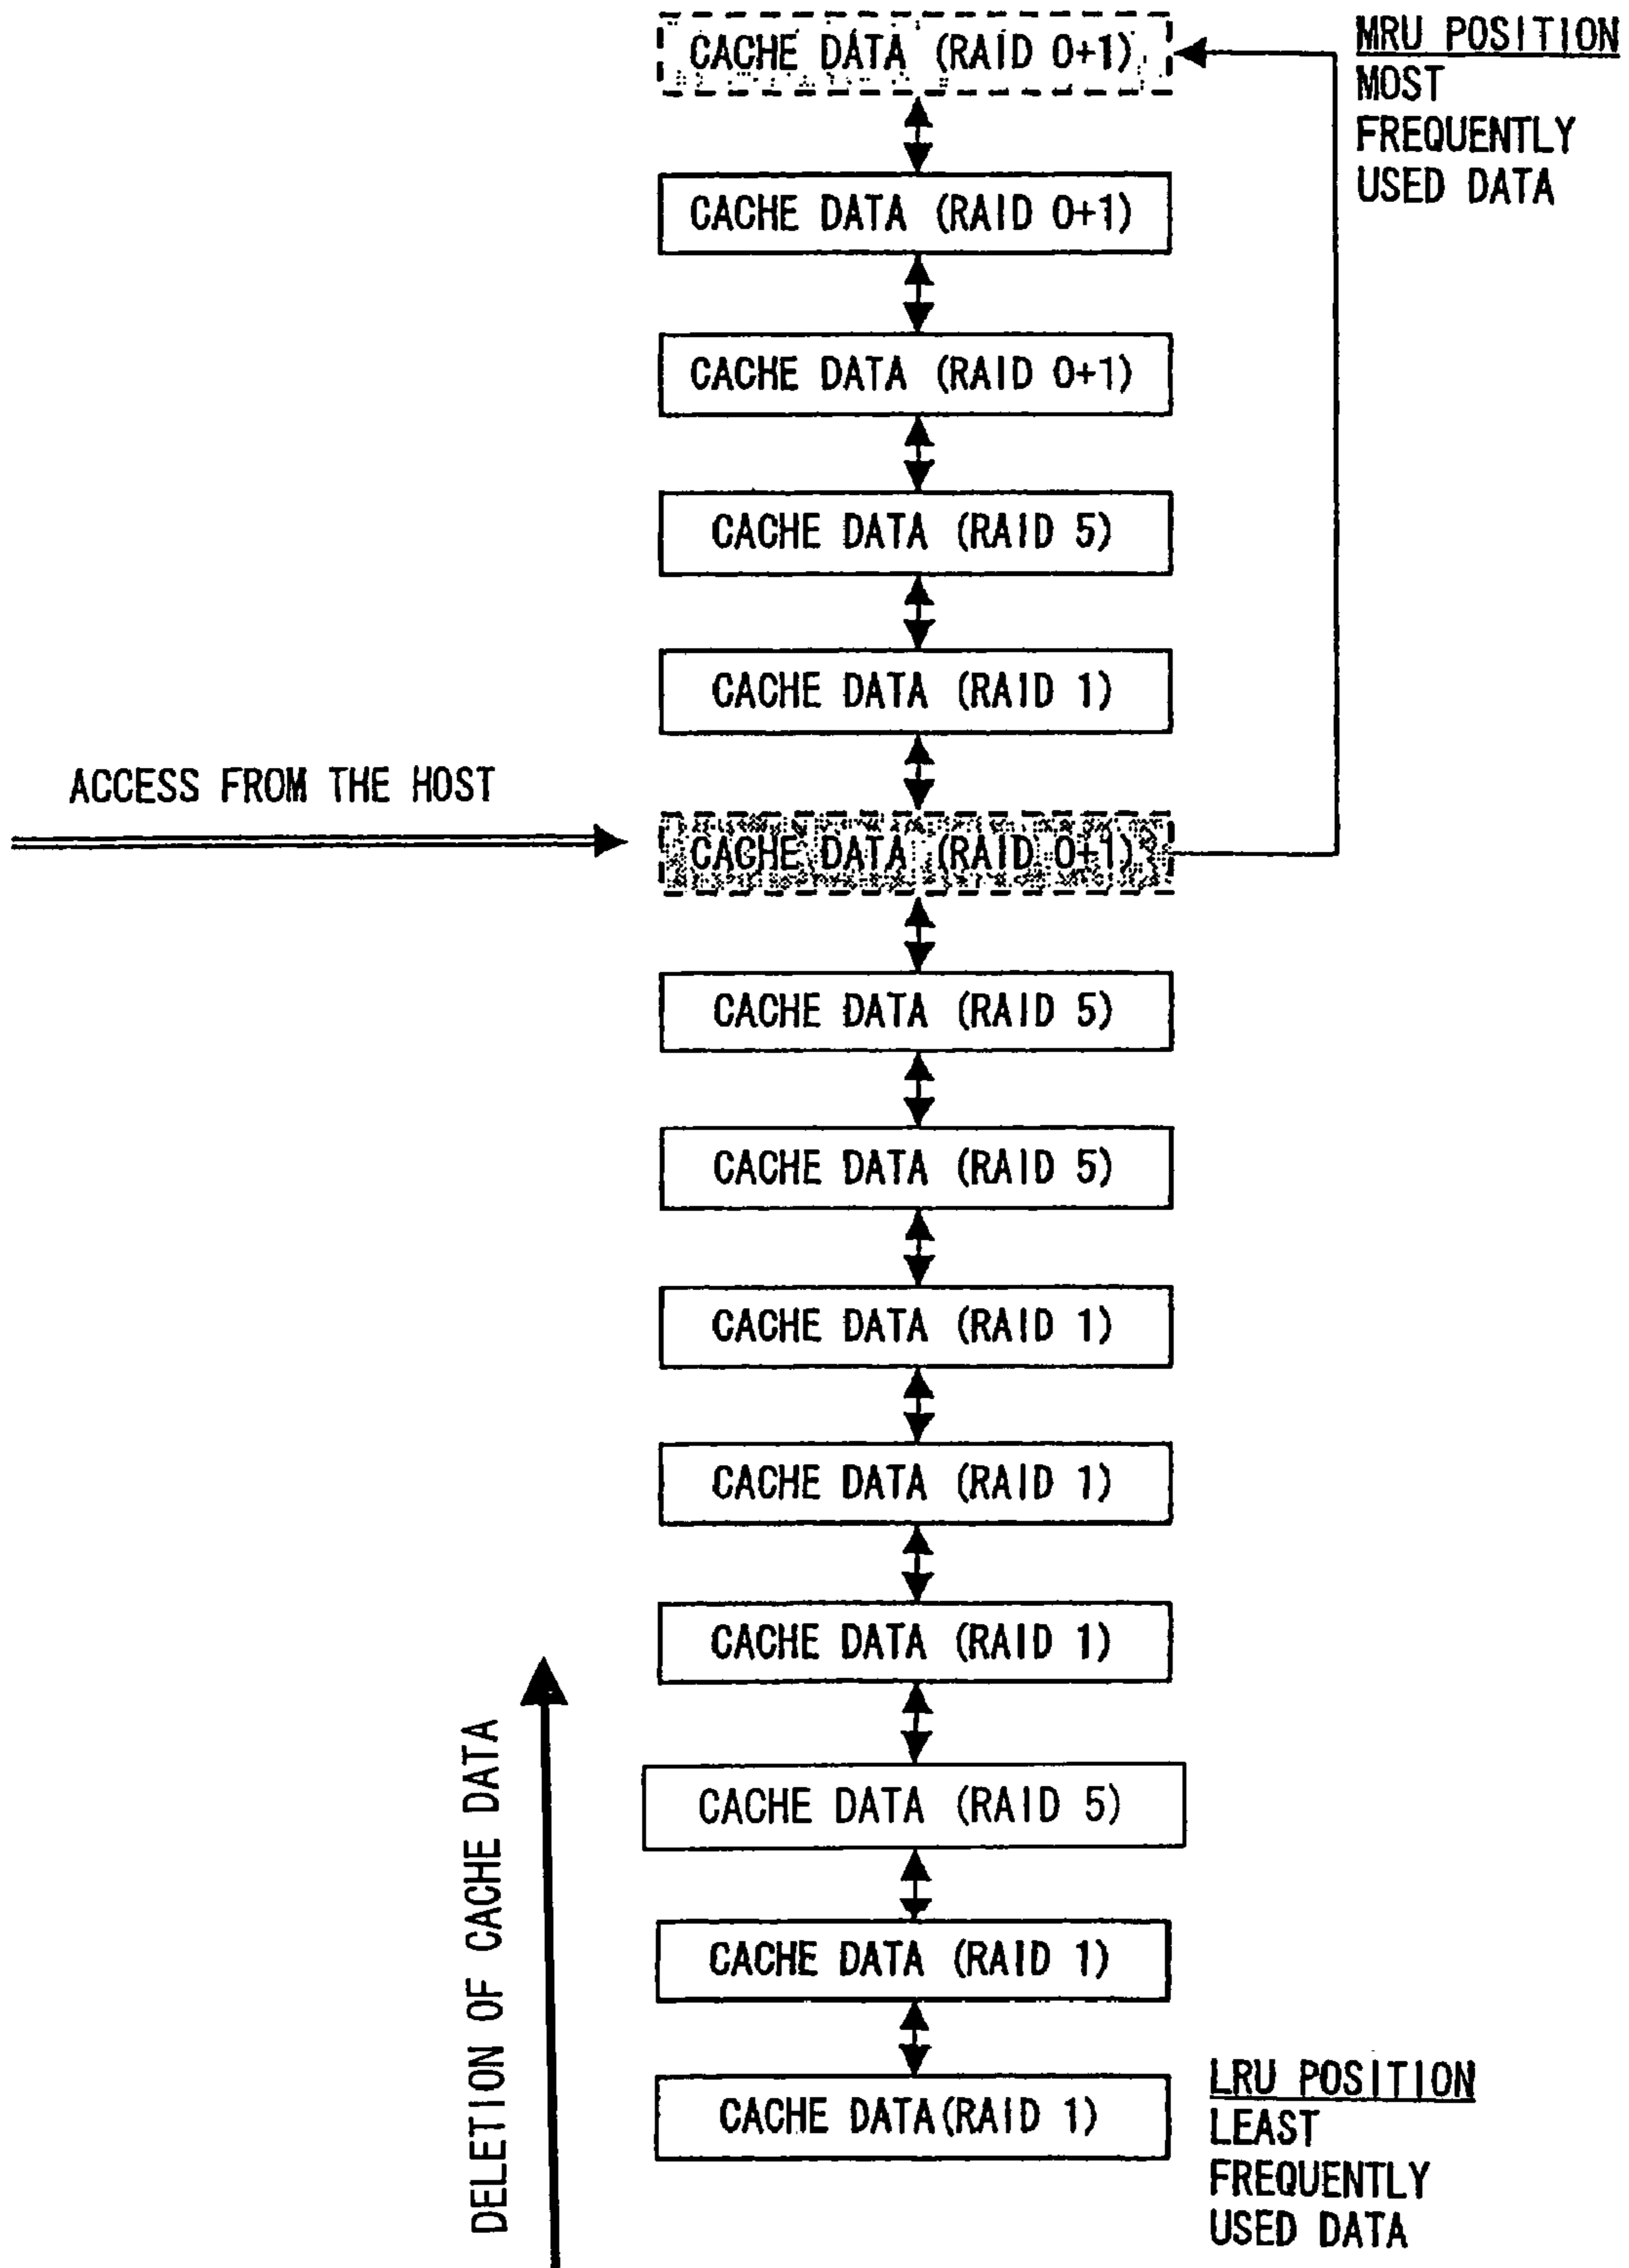 CACHE DATA (RAID 0+1)
MRU POSITION
MOST
FREQUENTLY
USED DATA
CACHE DATA (RAID 0+1)
CACHE DATA (RAID 0+1)
CACHE DATA (RAID 5)
CACHE DATA (RAID 1)
ACCESS FROM THE HOST
CACHE DATA (RAID 0+1)
CACHE DATA (RAID 5)
CACHE DATA (RAID 5)
CACHE DATA (RAID 1)
CACHE DATA (RAID 1)
CACHE DATA (RAID 1)
DELETION OF CACHE DATA
CACHE DATA (RAID 5)
CACHE DATA (RAID 1)
CACHE DATA(RAID 1)
LRU POSITION
LEAST
FREQUENTLY
USED DATA